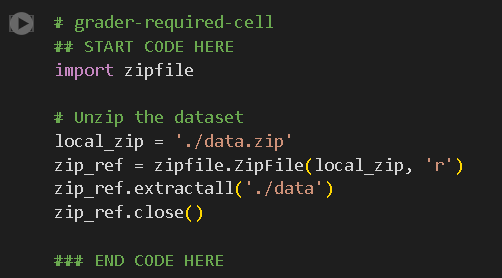 # grader-required-cell
## START CODE HERE
import zipfile
# Unzip the dataset
local_zip = './data.zip'
zip_ref = zipfile.ZipFile(local_zip, 'r')
zip_ref.extractall('./data')
zip_ref.close()
### END CODE HERE